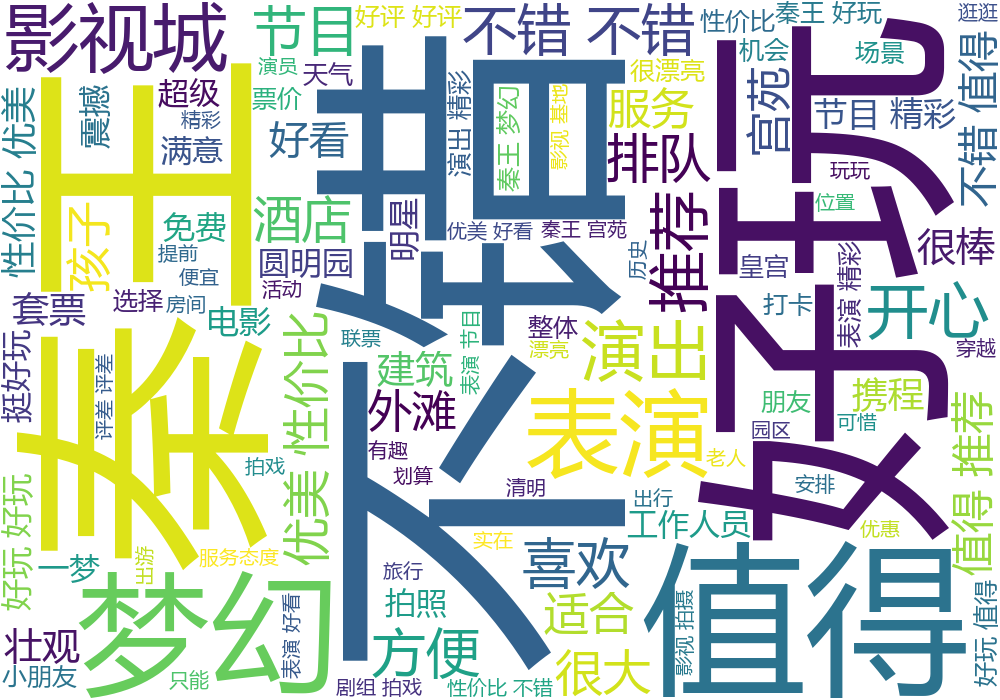 影视城
节目
好评 好评
不错 不错
性价比
秦王 好玩
逛逛
演员
天气
很漂亮
机会
场景
票价
超级
精彩
震撼
满意
好看
演出 精彩
秦王 梦幻
影视 基地
服务
宫苑
节目 精彩
不错 值得
性价比 优美
秦王
不错
好玩
排队
玩玩
孩子
免费
酒店
明星
优美 好看
秦王 宫苑
推荐
位置
很棒
提前
便宜
圆明园
历史
皇宫
表演 精彩
套票
选择
房间
活动
电影
联票
表演 节目
整体
漂亮
演出
打卡
开心
穿越
挺好玩
评差 评差
优美 性价比
建筑
外滩
表演
朋友
携程
可惜
值得 推荐
有趣
园区
拍戏
划算
老人
清明
出行
安排
好玩 好玩
工作人员
优惠
服务态度
实在
一梦
出游
旅行
喜欢
值得
梦幻
拍照
适合
影视 拍摄
好玩 值得
壮观
表演 好看
方便
很大
小朋友
只能
剧组 拍戏
性价比 不错